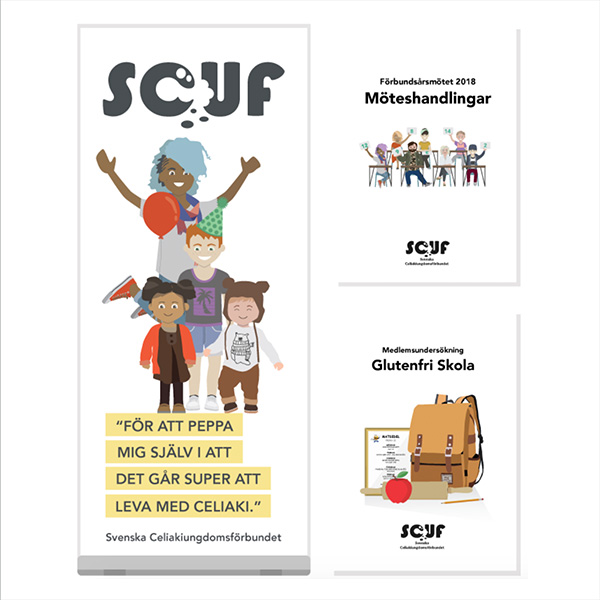 SCUF
“FÖR ATT PEPPA
MIG SJÄLV I ATT
DET GÅR SUPER ATT
LEVA MED CELIAKI.”
Svenska Celiakiungdomsförbundet
Förbundsårsmötet 2018
Möteshandlingar
SCUF
Svenska
Celiakiungdomsförbundet
Medlemsundersökning
Glutenfri Skola
MATSEDEL
SCUF
Svenska
Celiakiungdomsförbundet